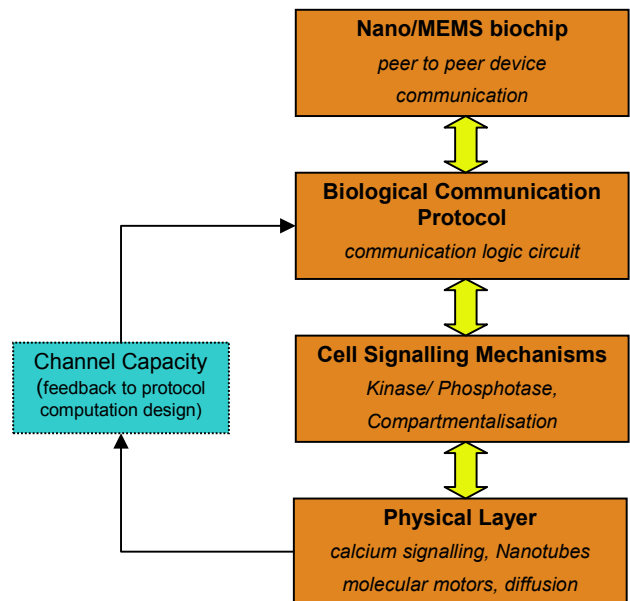 Nano/MEMS biochip
peer to peer device
communication
Biological Communication
Protocol
communication logic circuit
Channel Capacity
(feedback to protocol
computation design)
Cell Signalling Mechanisms
Kinase/ Phosphotase,
Compartmentalisation
Physical Layer
calcium signalling, Nanotubes
molecular motors, diffusion